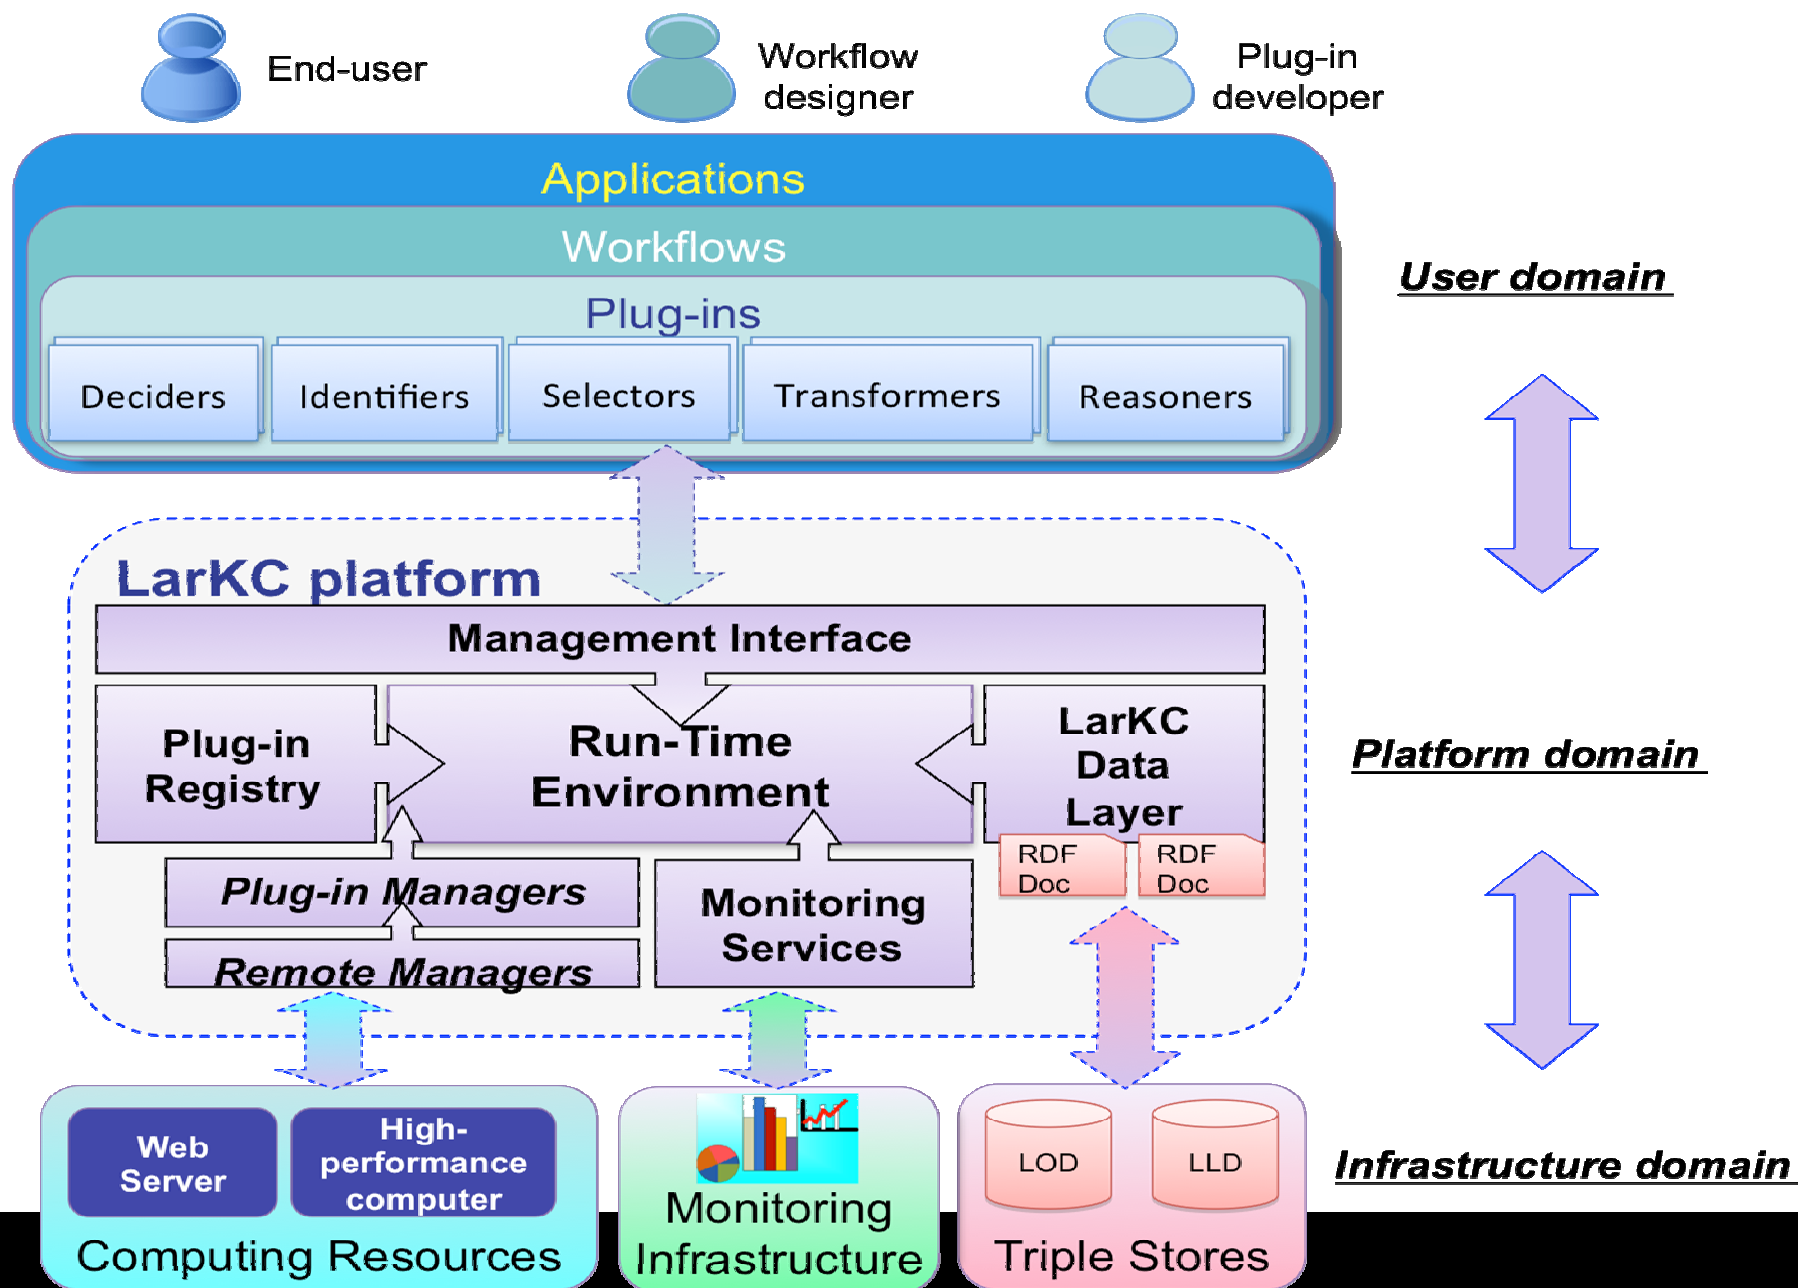 End-user
Workflow
designer
Plug-in
developer
Applications
Workflows
Plug-ins
Deciders
Identifiers
Selectors
Transformers
Reasoners
User domain
LarKC platform
Management Interface
Plug-in
Registry
Run-Time
Environment
LarKC
Data
Layer
RDF
Doc
RDF
Doc
Plug-in Managers
Remote Managers
Monitoring
Services
Platform domain
Web
Server
High-
performance
computer
Computing Resources
Monitoring
Infrastructure
LOD
LLD
Triple Stores
Infrastructure domain